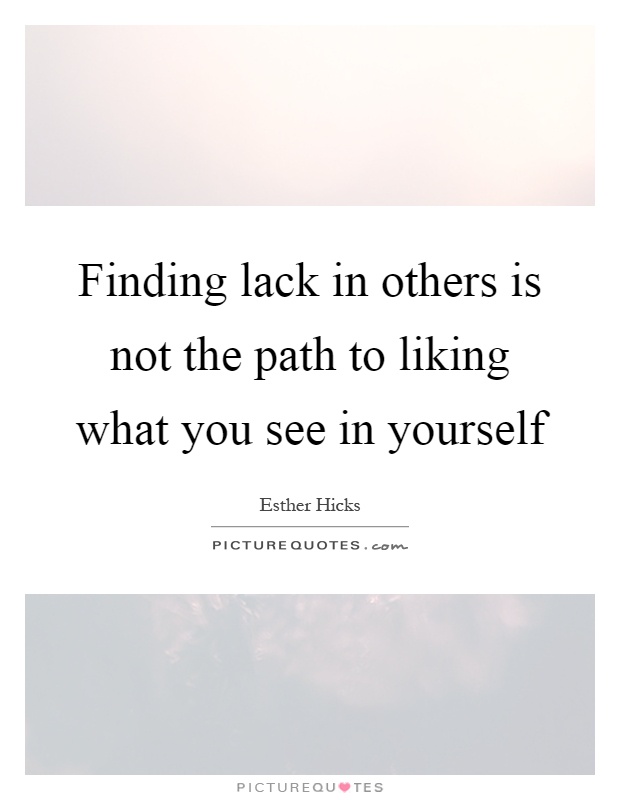 Finding lack in others is
not the path to liking
what you see in yourself
Esther Hicks
PICTUREQUOTES.com
PICTUREQUOTES